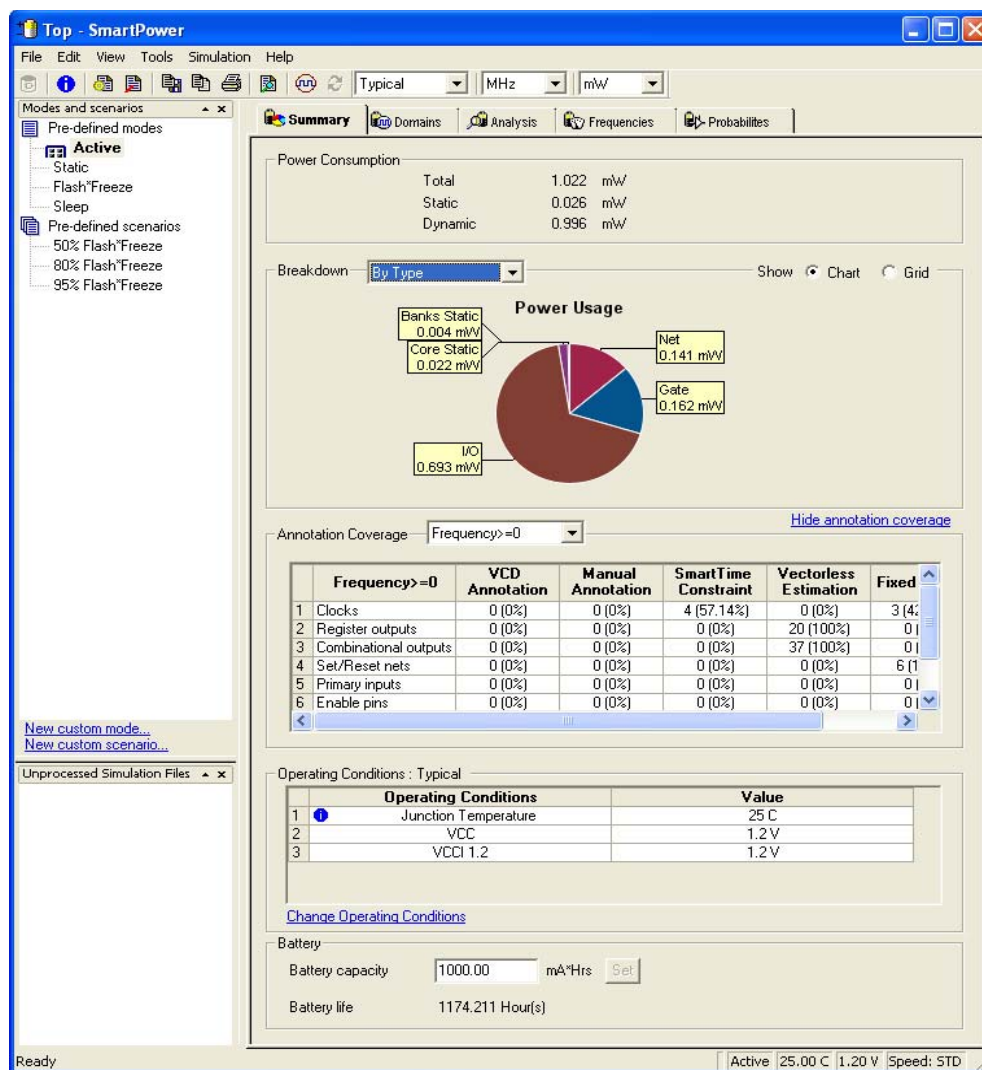 Top - SmartPower
File Edit View Tools Simulation Help
Typical MHz mW
Modes and scenarios
Pre-defined modes
Active
Static
Flash*Freeze
Sleep
Pre-defined scenarios
50% Flash*Freeze
80% Flash*Freeze
95% Flash*Freeze
New custom mode...
New custom scenario...
Unprocessed Simulation Files
Summary Domains Analysis Frequencies Probabilites
Power Consumption
Total 1.022 mW
Static 0.026 mW
Dynamic 0.996 mW
Breakdown By Type Show Chart Grid
Power Usage
Banks Static
0.004 mW
Core Static
0.022 mW
Net
0.141 mW
Gate
0.162 mW
I/O
0.693 mW
Hide annotation coverage
Annotation Coverage Frequency>=0
Frequency>=0 VCD Annotation Manual Annotation SmartTime Constraint Vectorless Estimation Fixed
1 Clocks 0 (0%) 0 (0%) 4 (57.14%) 0 (0%) 3 (42
2 Register outputs 0 (0%) 0 (0%) 0 (0%) 20 (100%) 0 (
3 Combinational outputs 0 (0%) 0 (0%) 0 (0%) 37 (100%) 0 (
4 Set/Reset nets 0 (0%) 0 (0%) 0 (0%) 0 (0%) 6 (1
5 Primary inputs 0 (0%) 0 (0%) 0 (0%) 0 (0%) 0 (
6 Enable pins 0 (0%) 0 (0%) 0 (0%) 0 (0%) 0 (
Operating Conditions : Typical
Operating Conditions Value
1 Junction Temperature 25 C
2 VCC 1.2 V
3 VCCI 1.2 1.2 V
Change Operating Conditions
Battery
Battery capacity 1000.00 mA*Hrs Set
Battery life 1174.211 Hour(s)
Ready Active 25.00 C 1.20 V Speed: STD